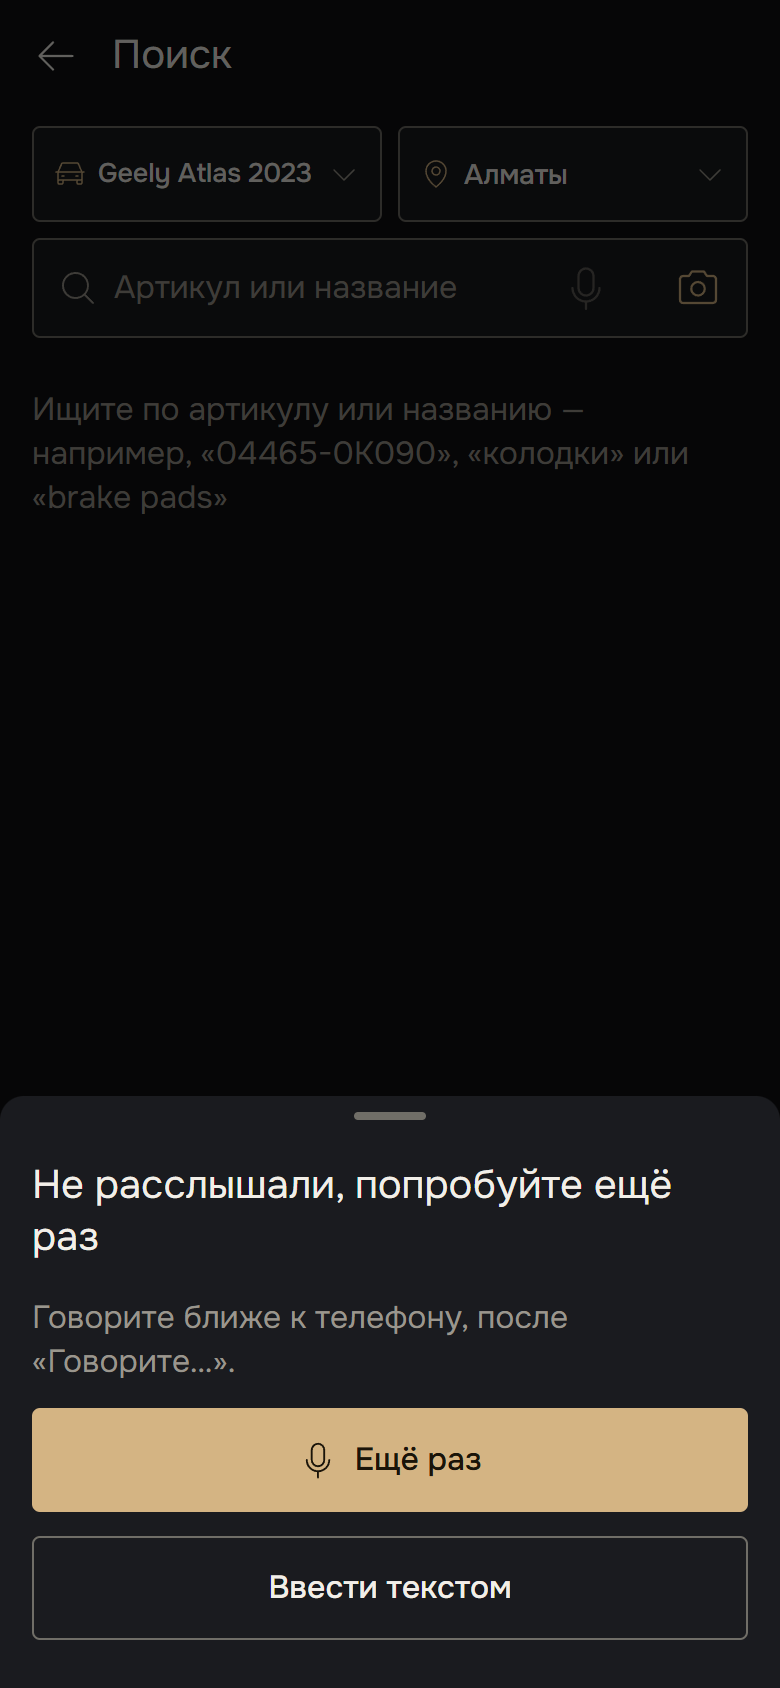 Поиск
Geely Atlas 2023
Алматы
Артикул или название
Ищите по артикулу или названию —
например, «04465-0K090», «колодки» или
«brake pads»
Не расслышали, попробуйте ещё
раз
Говорите ближе к телефону, после
«Говорите…».
Ещё раз
Ввести текстом